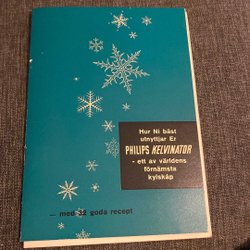 Hur Ni bäst
utnyttjar Er
PHILIPS KELVINATOR
- ett av världens
förnämsta
kylskåp
... med 32 goda recept